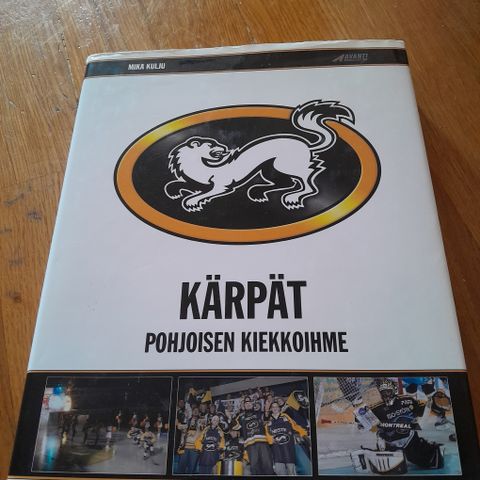 MIKA KULJU
AVANTI
KÄRPÄT
POHJOISEN KIEKKOIHME
MONTREAL